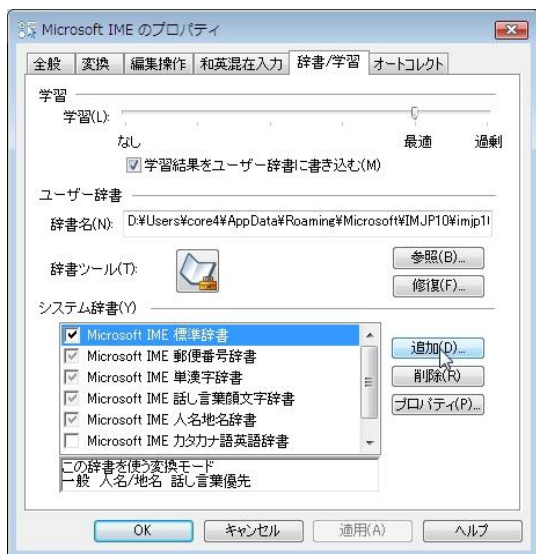 Microsoft IME のプロパティ
全般 変換 編集操作 和英混在入力 辞書/学習 オートコレクト
学習
学習(L):
なし 最適 過剰
学習結果をユーザー辞書に書き込む(M)
ユーザー辞書
辞書名(N): D:¥Users¥core4¥AppData¥Roaming¥Microsoft¥IMJP10¥imjp1
参照(B)...
辞書ツール(T):
修復(F)...
システム辞書(Y)
Microsoft IME 標準辞書
Microsoft IME 郵便番号辞書
Microsoft IME 単漢字辞書
Microsoft IME 話し言葉顔文字辞書
Microsoft IME 人名地名辞書
Microsoft IME カタカナ語英語辞書
追加(D)...
削除(R)
プロパティ(P)...
この辞書を使う変換モード
一般 人名/地名 話し言葉優先
OK キャンセル 適用(A) ヘルプ